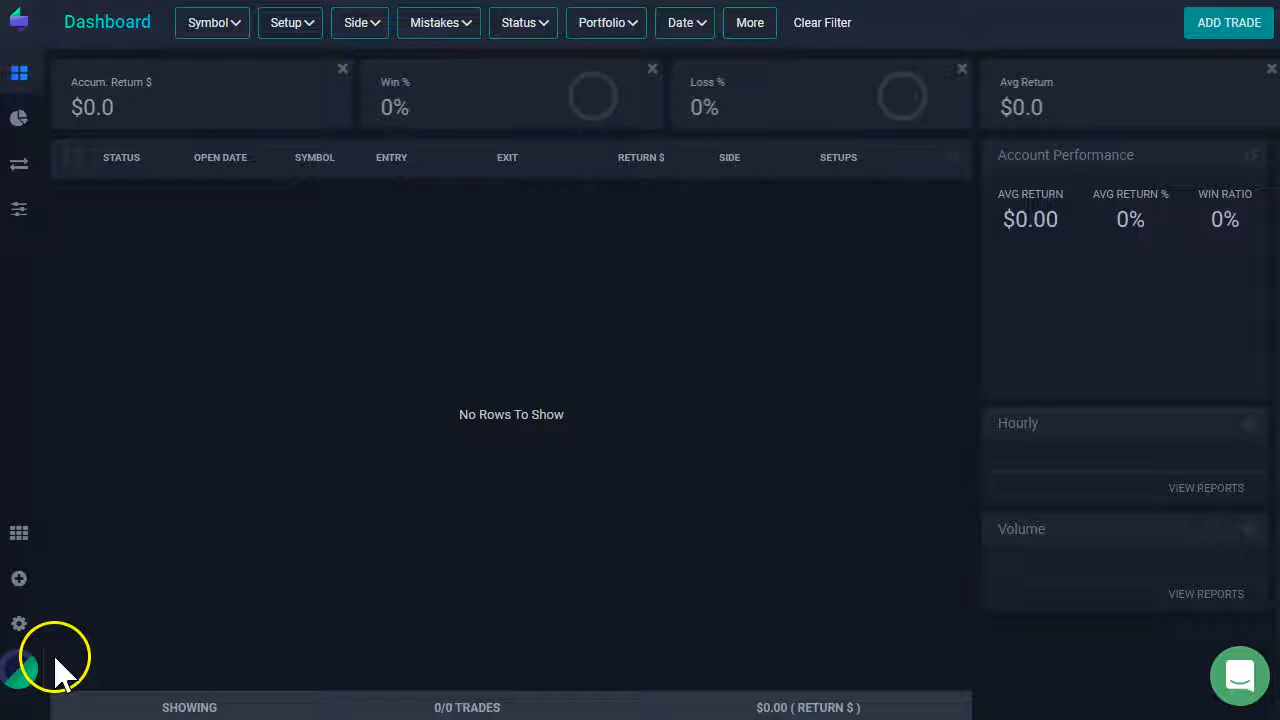 Dashboard Symbol Setup Side Mistakes Status Portfolio Date More Clear Filter ADD TRADE
Accum. Return $ Win % Loss % Avg Return
$0.0 0% 0% $0.0
STATUS OPEN DATE SYMBOL ENTRY EXIT RETURN $ SIDE SETUPS
Account Performance
AVG RETURN AVG RETURN % WIN RATIO
$0.00 0% 0%
No Rows To Show
Hourly
VIEW REPORTS
Volume
VIEW REPORTS
SHOWING 0/0 TRADES $0.00 ( RETURN $ )